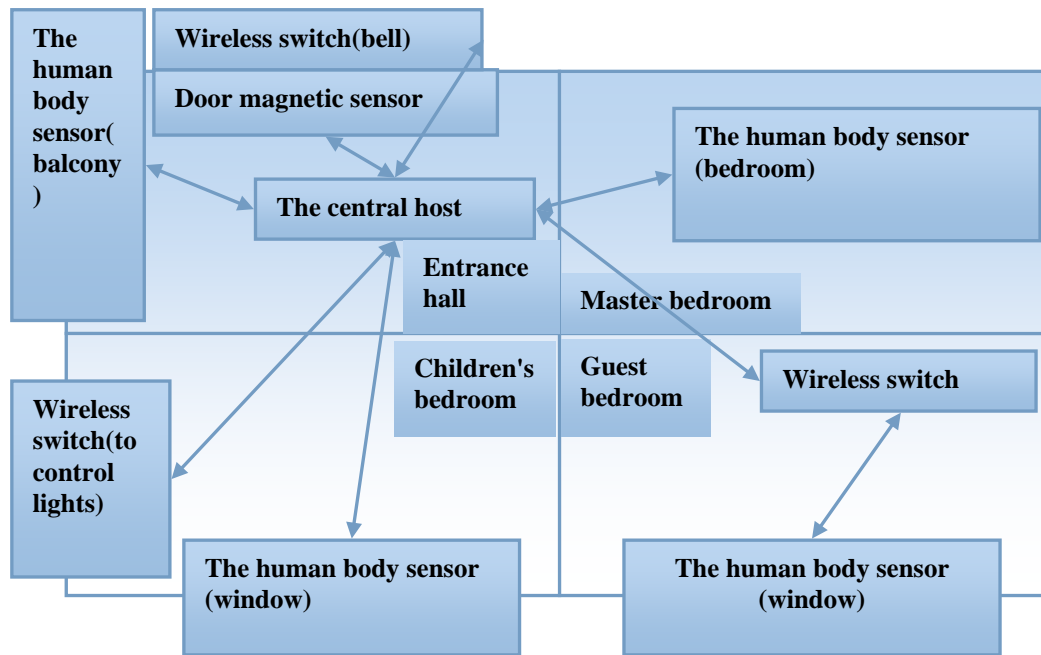 The
human
body
sensor(
balcony
)
Wireless switch(bell)
Door magnetic sensor
The human body sensor
(bedroom)
The central host
Entrance
hall
Master bedroom
Children's
bedroom
Guest
bedroom
Wireless switch
Wireless
switch(to
control
lights)
The human body sensor
(window)
The human body sensor
(window)